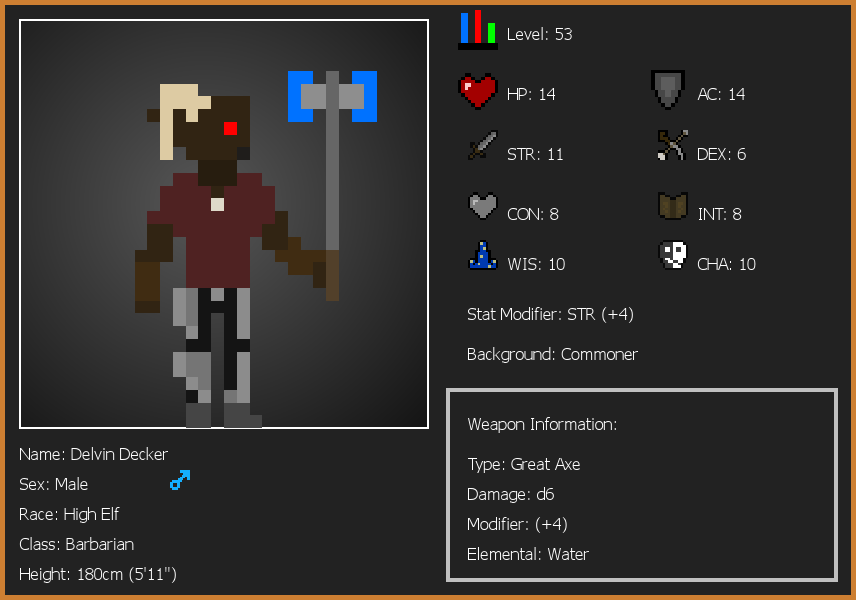 Level: 53
HP: 14
AC: 14
STR: 11
DEX: 6
CON: 8
INT: 8
WIS: 10
CHA: 10
Stat Modifier: STR (+4)
Background: Commoner
Weapon Information:
Type: Great Axe
Damage: d6
Modifier: (+4)
Elemental: Water
Name: Delvin Decker
Sex: Male
Race: High Elf
Class: Barbarian
Height: 180cm (5'11")